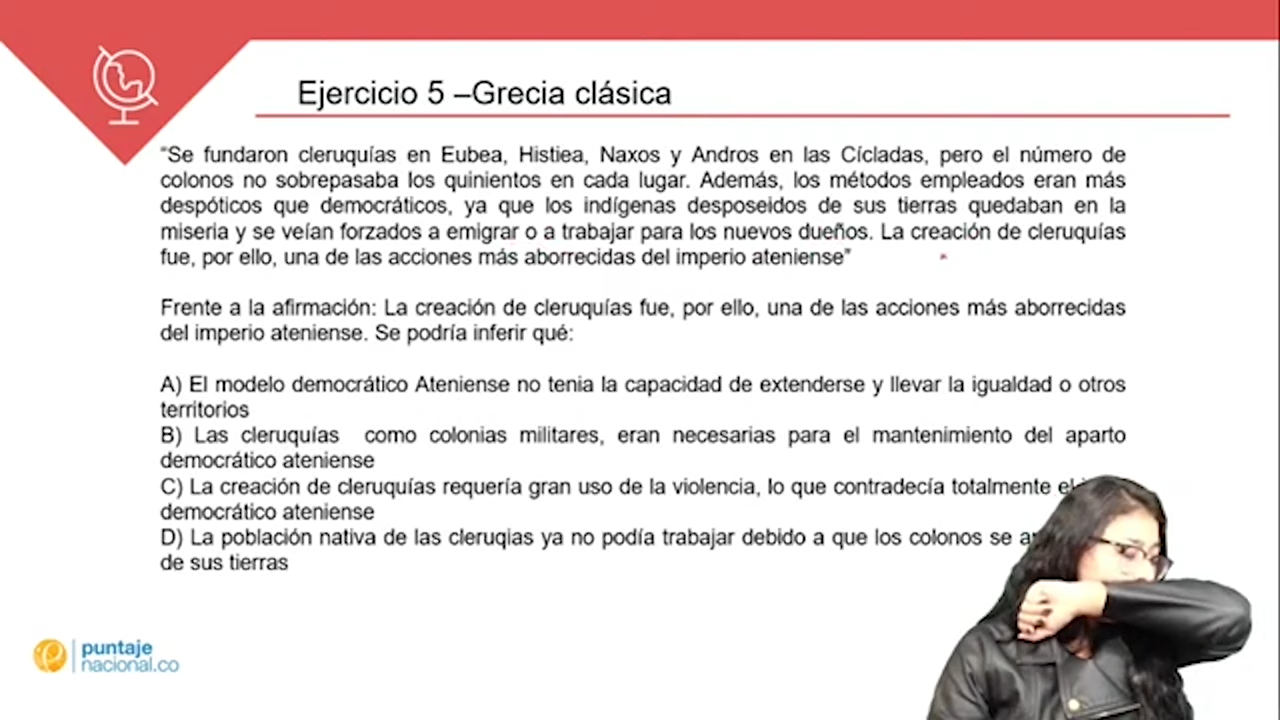 Ejercicio 5 –Grecia clásica
“Se fundaron cleruquías en Eubea, Histiea, Naxos y Andros en las Cícladas, pero el número de
colonos no sobrepasaba los quinientos en cada lugar. Además, los métodos empleados eran más
despóticos que democráticos, ya que los indígenas desposeidos de sus tierras quedaban en la
miseria y se veían forzados a emigrar o a trabajar para los nuevos dueños. La creación de cleruquías
fue, por ello, una de las acciones más aborrecidas del imperio ateniense”
Frente a la afirmación: La creación de cleruquías fue, por ello, una de las acciones más aborrecidas
del imperio ateniense. Se podría inferir qué:
A) El modelo democrático Ateniense no tenia la capacidad de extenderse y llevar la igualdad o otros
territorios
B) Las cleruquías como colonias militares, eran necesarias para el mantenimiento del aparto
democrático ateniense
C) La creación de cleruquías requería gran uso de la violencia, lo que contradecía totalmente el
democrático ateniense
D) La población nativa de las cleruqias ya no podía trabajar debido a que los colonos se
de sus tierras
puntaje
nacional.co